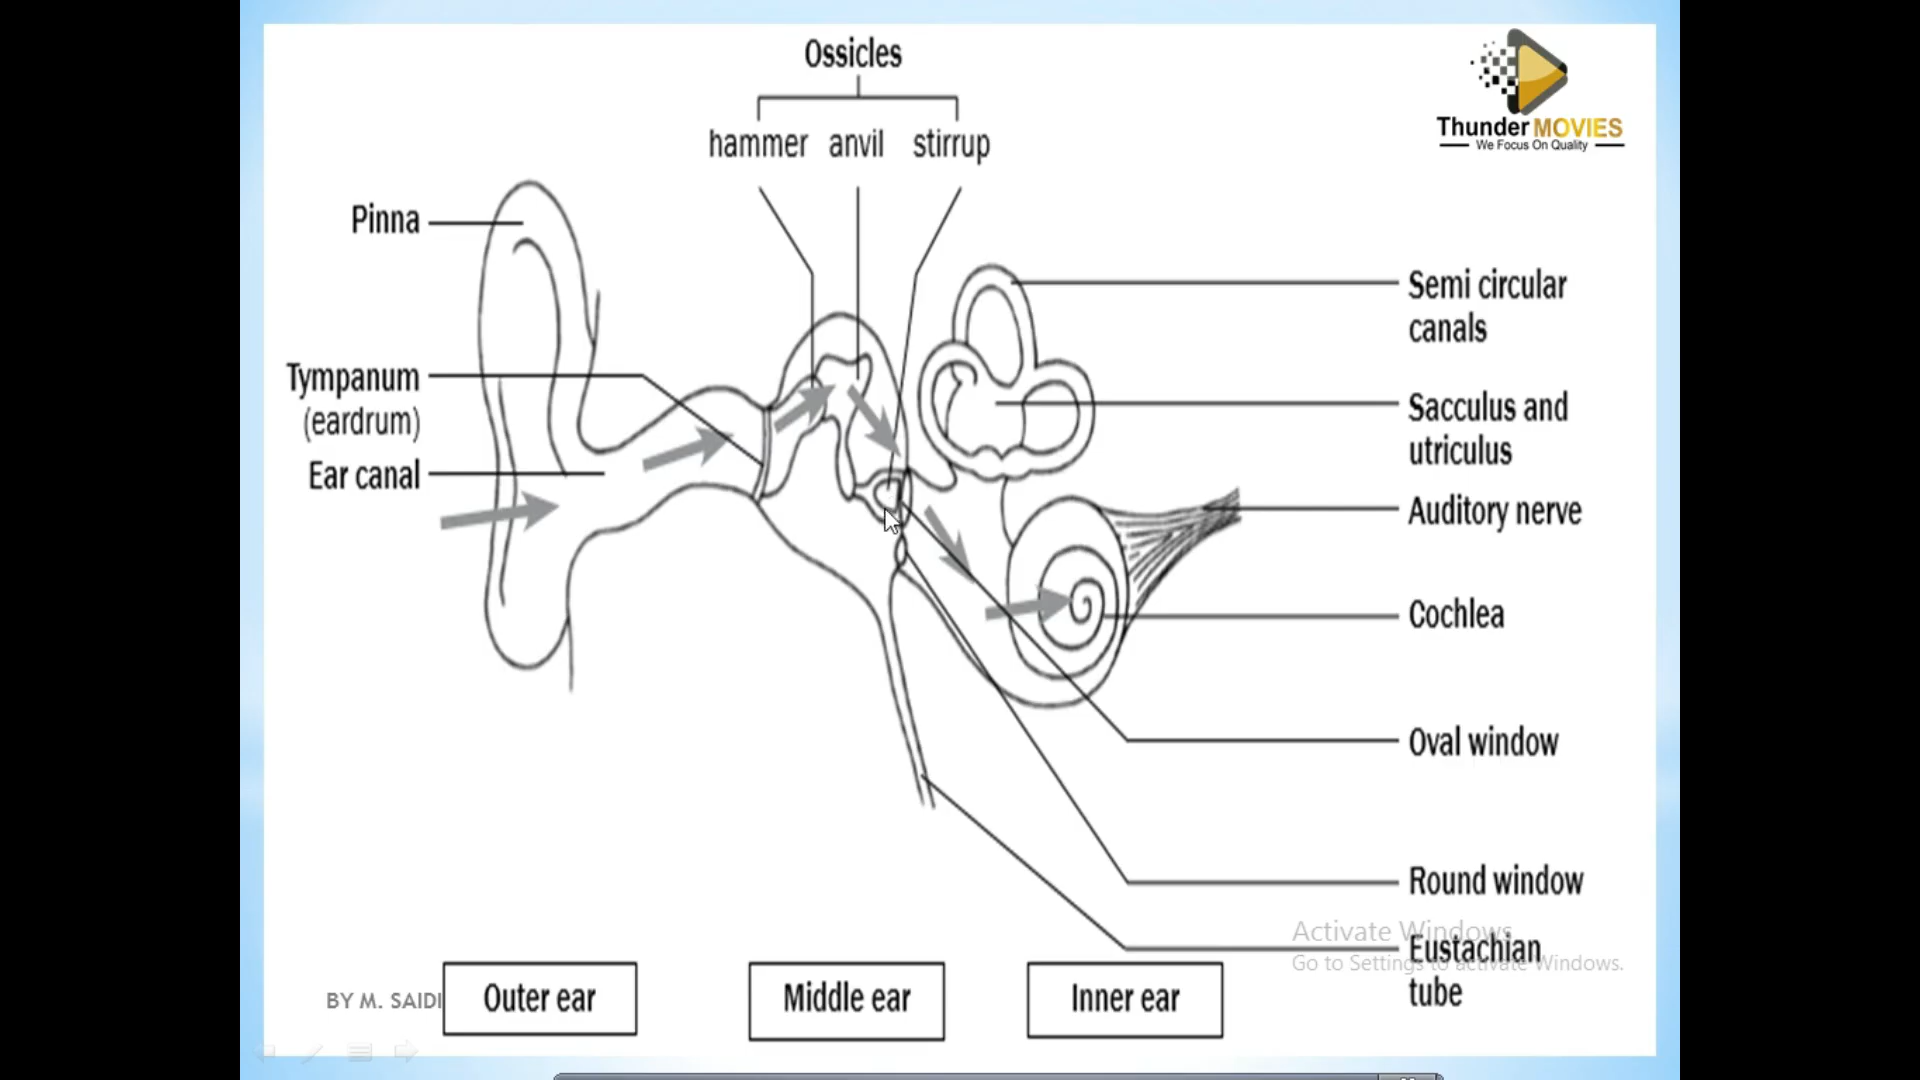 Ossicles
hammer anvil stirrup
Thunder MOVIES
We Focus On Quality
Pinna
Tympanum
(eardrum)
Ear canal
Semi circular
canals
Sacculus and
utriculus
Auditory nerve
Cochlea
Oval window
Round window
Eustachian
tube
Activate Windows
Go to Settings to activate Windows.
BY M. SAIDI
Outer ear
Middle ear
Inner ear